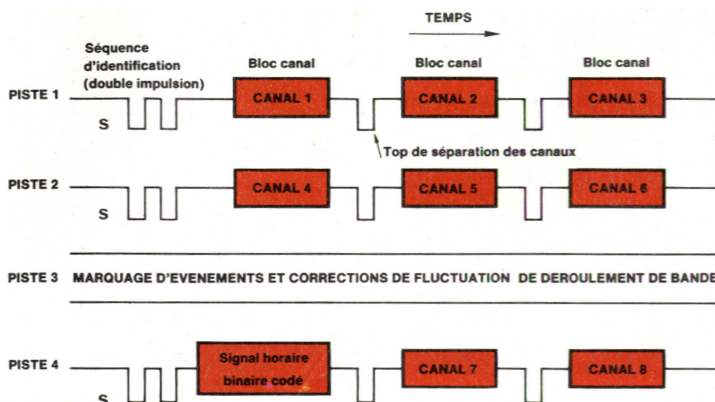 TEMPS
Séquence
d'identification
(double impulsion)
Bloc canal
Bloc canal
Bloc canal
PISTE 1
CANAL 1
CANAL 2
CANAL 3
S
Top de séparation des canaux
PISTE 2
CANAL 4
CANAL 5
CANAL 6
S
PISTE 3 MARQUAGE D'EVENEMENTS ET CORRECTIONS DE FLUCTUATION DE DEROULEMENT DE BANDE
PISTE 4
Signal horaire
binaire codé
CANAL 7
CANAL 8
S